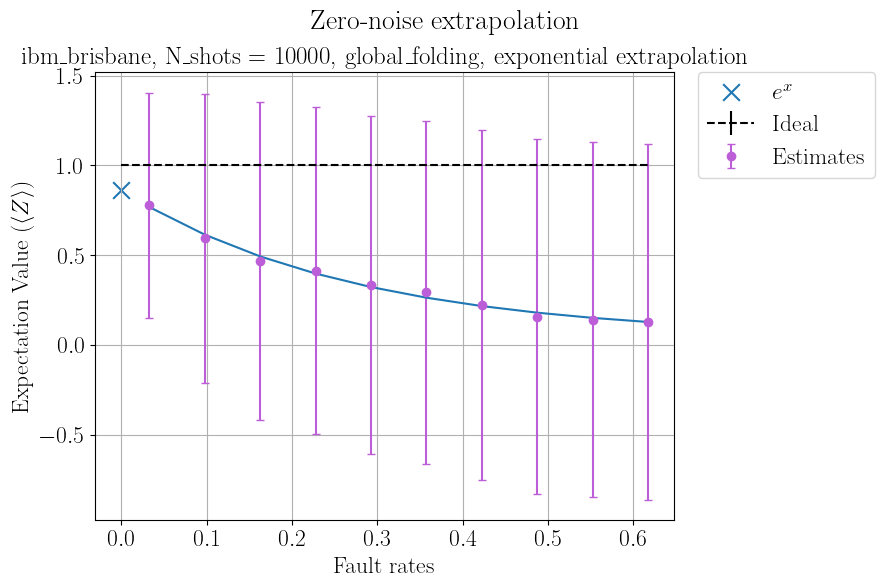 Zero-noise extrapolation
ibm_brisbane, N_shots = 10000, global_folding, exponential extrapolation
1.5
1.0
0.5
0.0
−0.5
Expectation Value (⟨Z⟩)
0.0 0.1 0.2 0.3 0.4 0.5 0.6
Fault rates
e^x
Ideal
Estimates